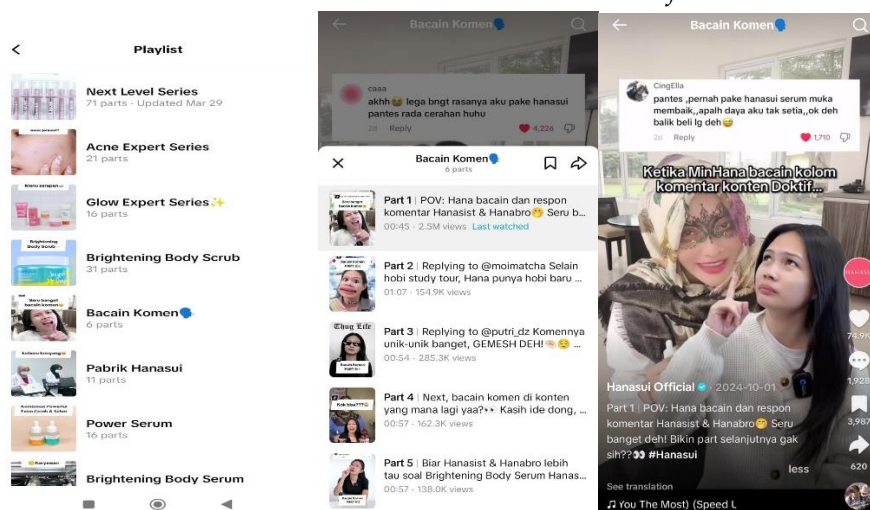 Playlist
Next Level Series
71 parts · Updated Mar 29
Acne Expert Series
21 parts
Glow Expert Series✨
16 parts
Brightening Body Scrub
31 parts
Seru banget
bacain komen
Bacain Komen🗣️
6 parts
Pabrik Hanasui
11 parts
Power Serum
16 parts
Brightening Body Serum
Bacain Komen🗣️
caaa
akhh😅 lega bngt rasanya aku pake hanasui
pantes rada cerahan huhu
2d Reply
4,226
Bacain Komen🗣️
6 parts
Part 1 | POV: Hana bacain dan respon
komentar Hanasist & Hanabro🤭 Seru b...
00:45 · 2.5M views Last watched
Part 2 | Replying to @moimatcha Selain
hobi study tour, Hana punya hobi baru ...
01:07 · 154.9K views
Thug Life
Part 3 | Replying to @putri_dz Komennya
unik-unik banget, GEMESH DEH!🤏🏻😌 ...
00:54 · 285.3K views
Part 4 | Next, bacain komen di konten
yang mana lagi yaa?👀 Kasih ide dong, ...
00:57 · 162.3K views
Part 5 | Biar Hanasist & Hanabro lebih
tau soal Brightening Body Serum Hanas...
00:57 · 138.0K views
Bacain Komen🗣️
CingElla
pantes ,pernah pake hanasui serum muka
membaik,,apalh daya aku tak setia,,ok deh
balik beli lg deh😅
2d Reply
1,710
Ketika MinHana bacain kolom
komentar konten Doktif...
HANASUI
74.9K
1,928
3,987
620
Hanasui Official · 2024-10-01
Part 1 | POV: Hana bacain dan respon
komentar Hanasist & Hanabro🤭 Seru
banget deh! Bikin part selanjutnya gak
sih??👀 #Hanasui
less
See translation
You The Most) (Speed U